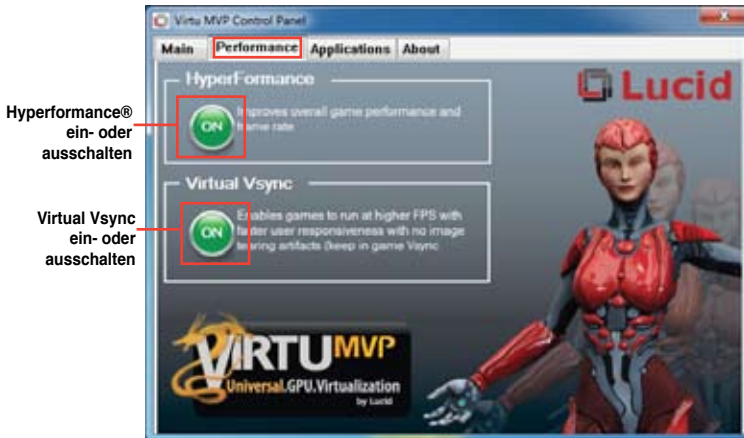 Virtu MVP Control Panel
Main Performance Applications About
HyperFormance
ON
Improves overall game performance and
frame rate
Lucid
Hyperformance®
ein- oder
ausschalten
Virtual Vsync
ON
Enables games to run at higher FPS with
faster user responsiveness with no image
tearing artifacts (keep in game Vsync
Virtual Vsync
ein- oder
ausschalten
VIRTU MVP
Universal.GPU.Virtualization
by Lucid